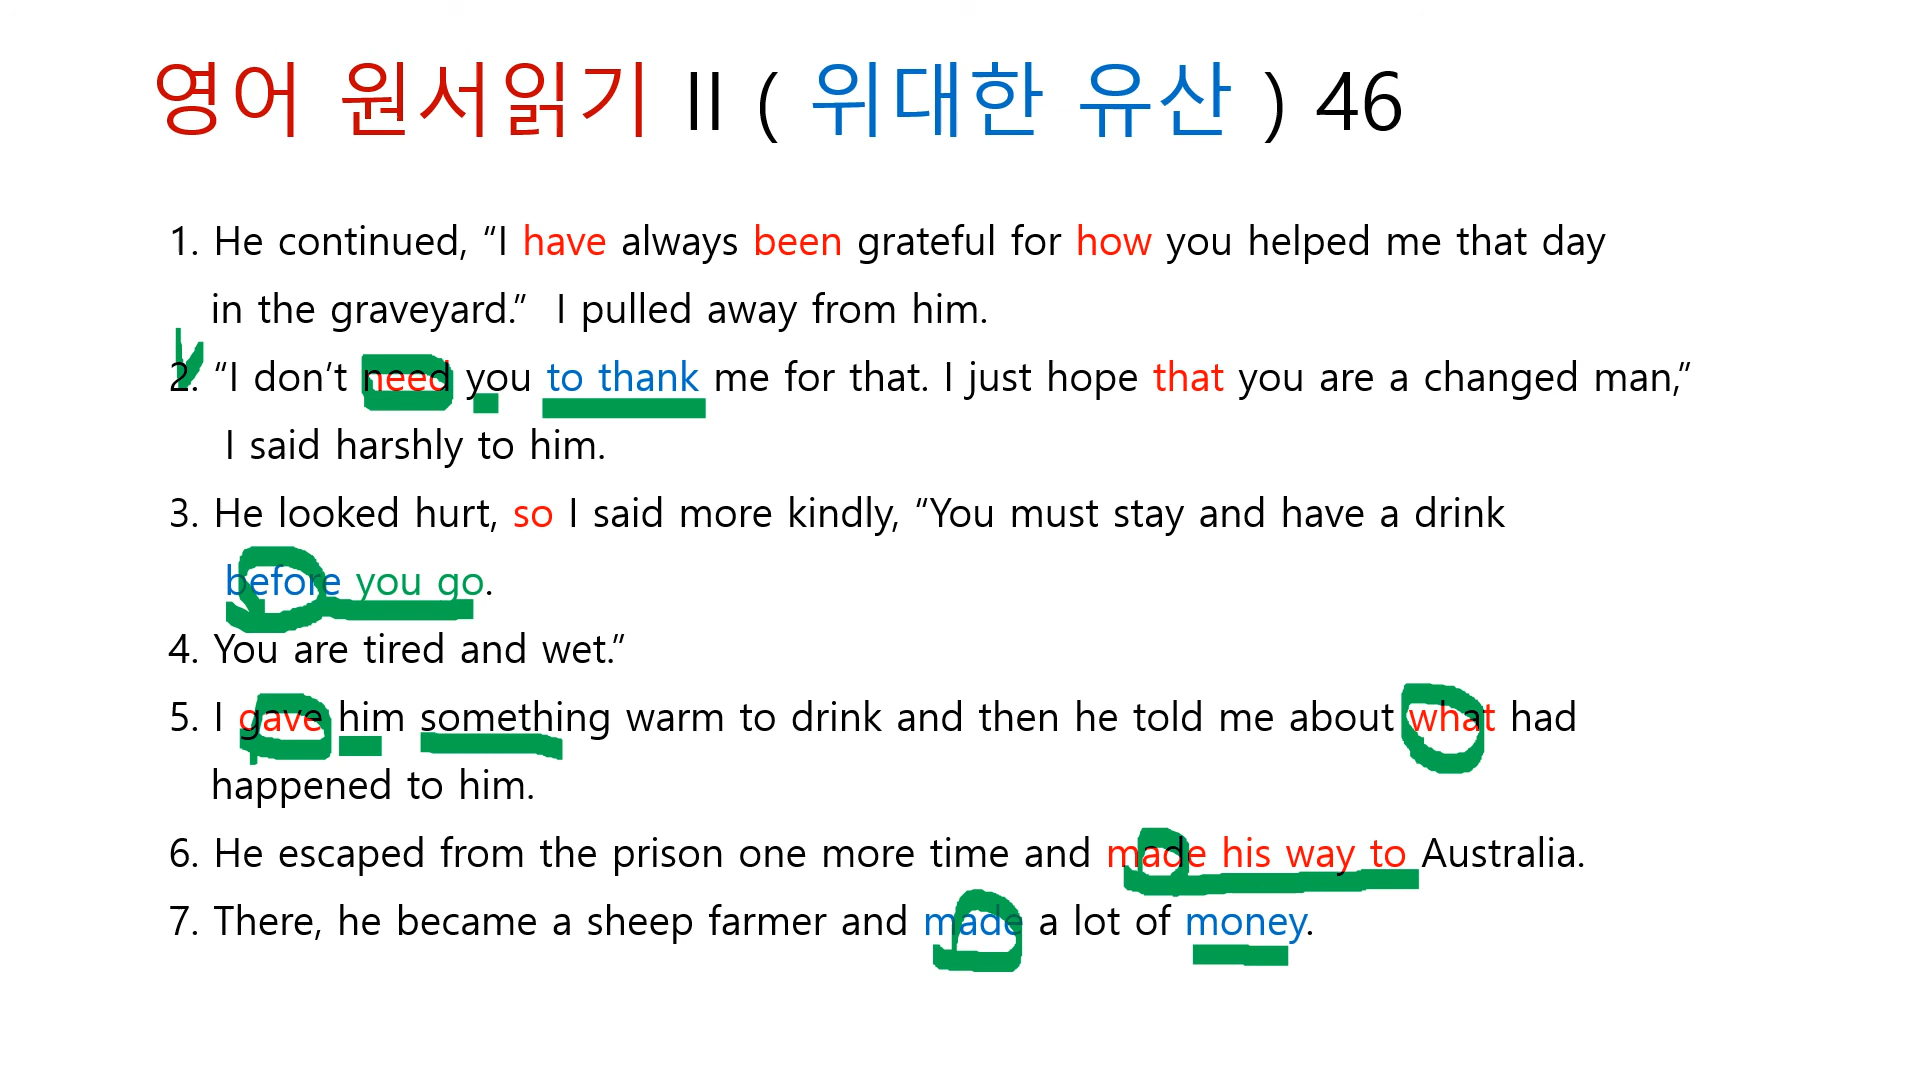 영어 원서읽기 II ( 위대한 유산 ) 46
1. He continued, “I have always been grateful for how you helped me that day
in the graveyard.” I pulled away from him.
2. “I don’t need you to thank me for that. I just hope that you are a changed man,”
I said harshly to him.
3. He looked hurt, so I said more kindly, “You must stay and have a drink
before you go.
4. You are tired and wet.”
5. I gave him something warm to drink and then he told me about what had
happened to him.
6. He escaped from the prison one more time and made his way to Australia.
7. There, he became a sheep farmer and made a lot of money.